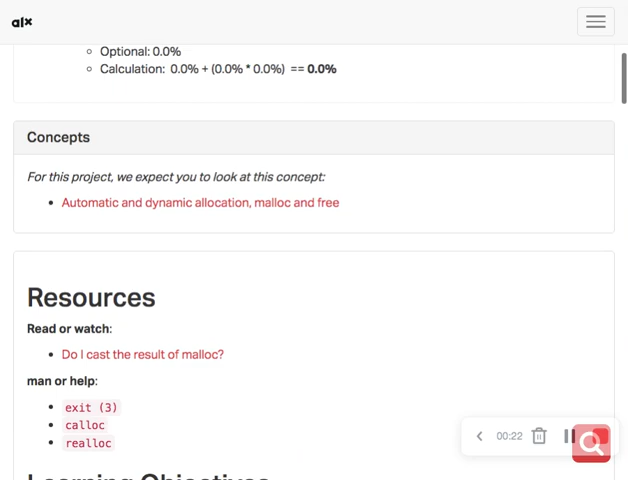 alx
Optional: 0.0%
Calculation: 0.0% + (0.0% * 0.0%) == 0.0%
Concepts
For this project, we expect you to look at this concept:
Automatic and dynamic allocation, malloc and free
Resources
Read or watch:
Do I cast the result of malloc?
man or help:
exit (3)
calloc
realloc
00:22
Learning Objectives